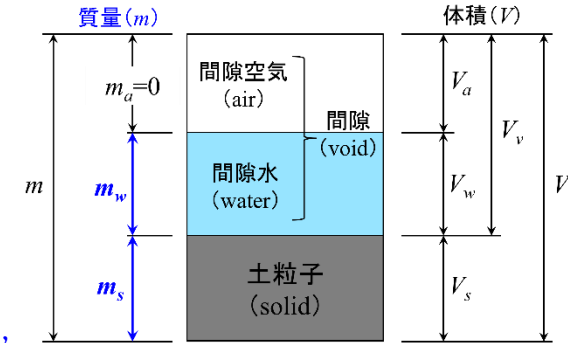 質量(m)
体積(V)
間隙空気
(air)
m_a=0
V_a
間隙
(void)
V_v
m
m_w
間隙水
(water)
V_w
V
m_s
土粒子
(solid)
V_s
,